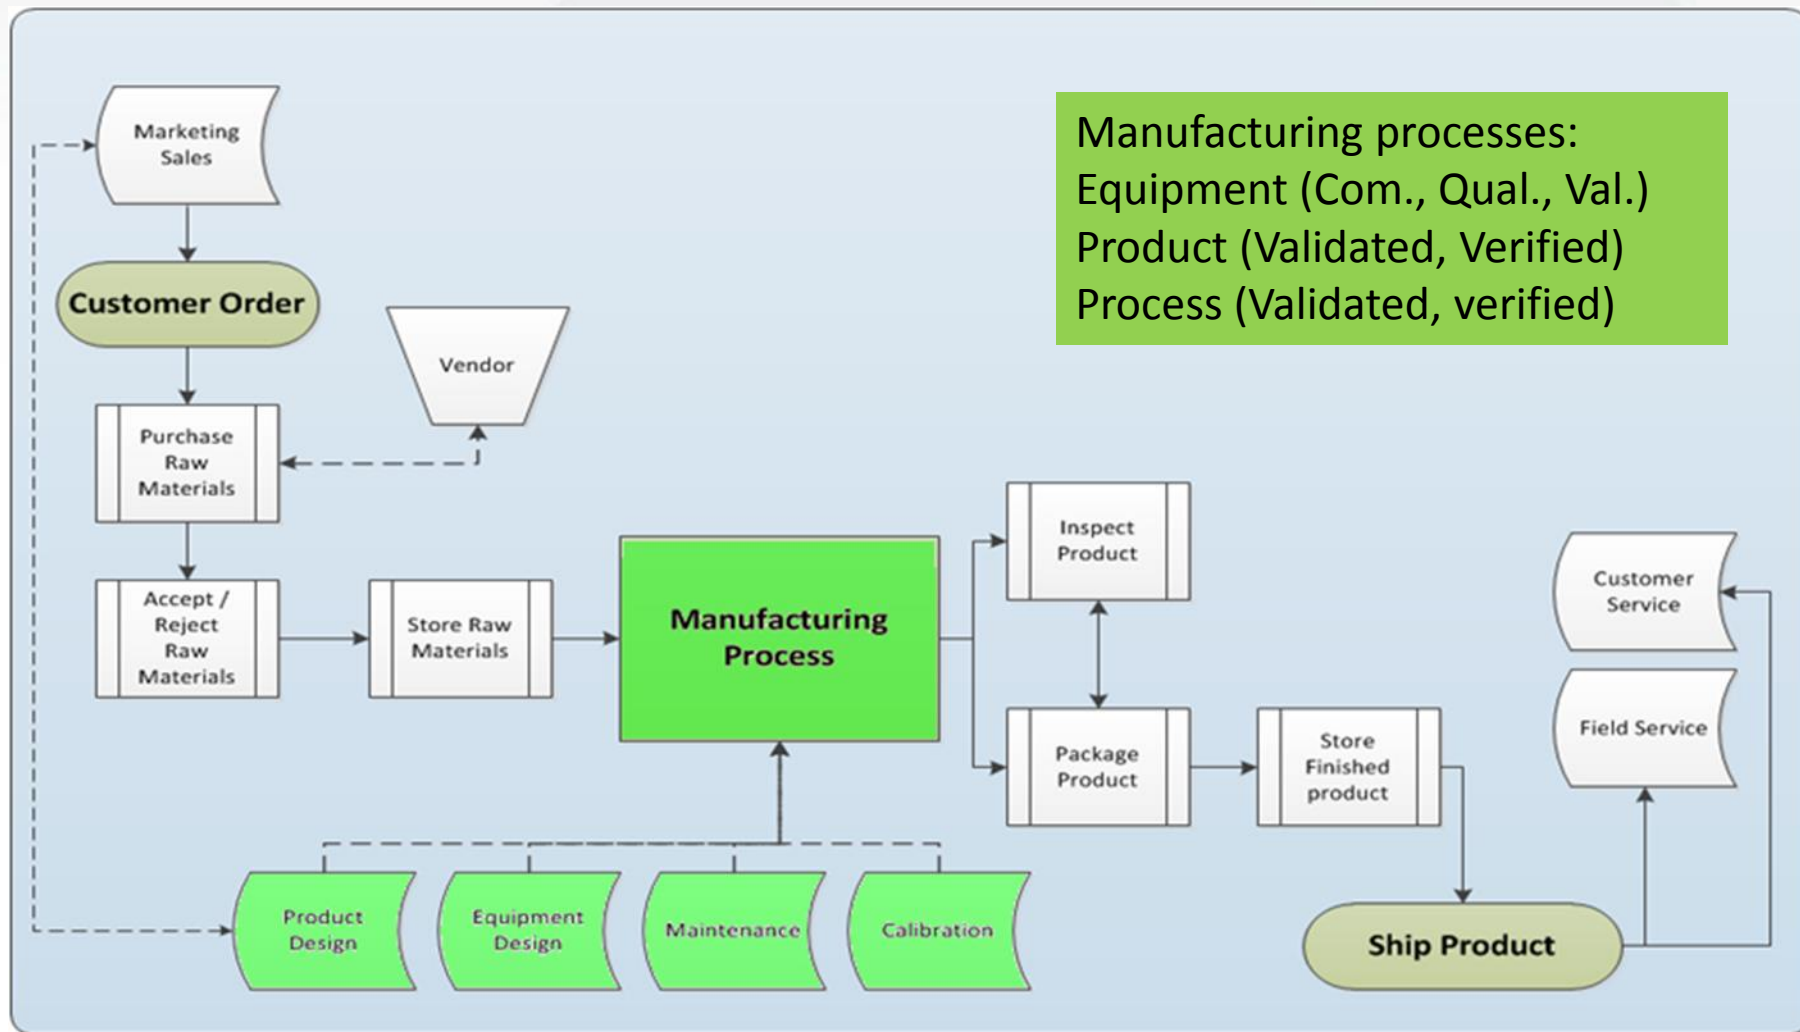 Marketing
Sales
Manufacturing processes:
Equipment (Com., Qual., Val.)
Product (Validated, Verified)
Process (Validated, verified)
Customer Order
Vendor
Purchase
Raw
Materials
Accept /
Reject
Raw
Materials
Store Raw
Materials
Manufacturing
Process
Inspect
Product
Package
Product
Store
Finished
product
Customer
Service
Field Service
Product
Design
Equipment
Design
Maintenance
Calibration
Ship Product